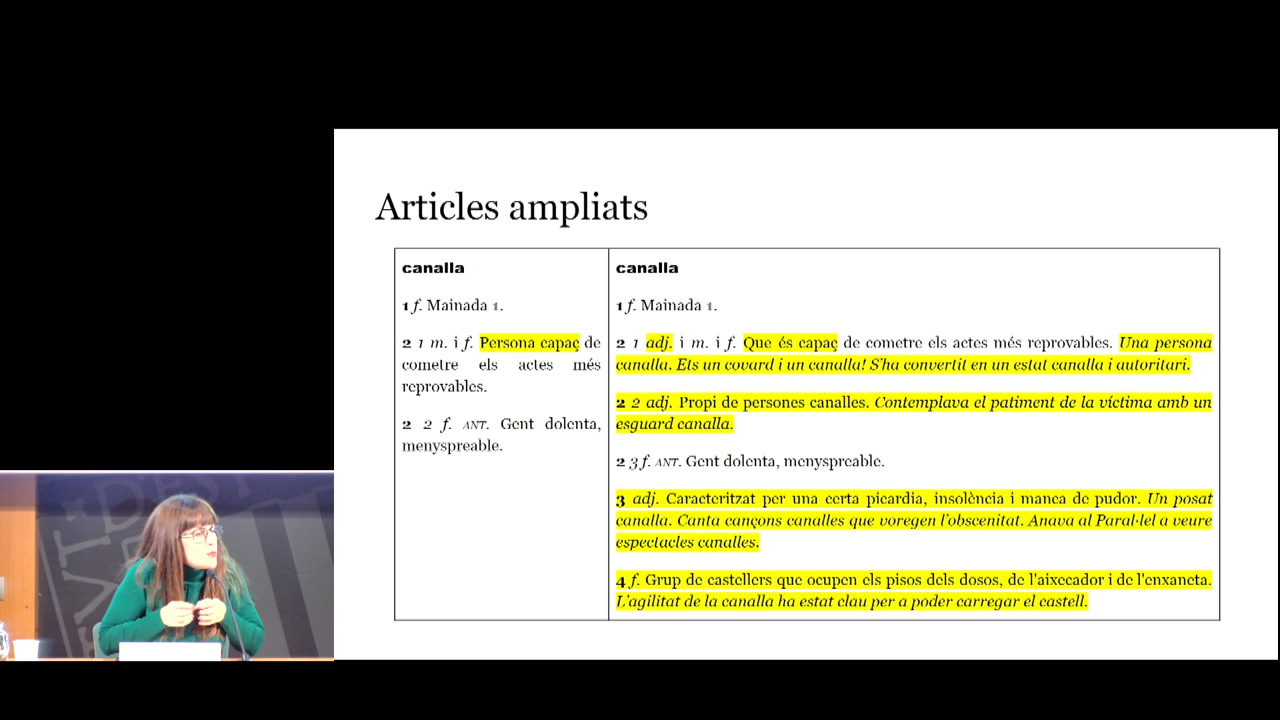 Articles ampliats
canalla
1 f. Mainada 1.
2 1 m. i f. Persona capaç de
cometre els actes més
reprovables.
2 2 f. ANT. Gent dolenta,
menyspreable.
canalla
1 f. Mainada 1.
2 1 adj. i m. i f. Que és capaç de cometre els actes més reprovables. Una persona
canalla. Ets un covard i un canalla! S'ha convertit en un estat canalla i autoritari.
2 2 adj. Propi de persones canalles. Contemplava el patiment de la víctima amb un
esguard canalla.
2 3 f. ANT. Gent dolenta, menyspreable.
3 adj. Caracteritzat per una certa picardia, insolència i manca de pudor. Un posat
canalla. Canta cançons canalles que voregen l'obscenitat. Anava al Paral·lel a veure
espectacles canalles.
4 f. Grup de castellers que ocupen els pisos dels dosos, de l'aixecador i de l'enxaneta.
L'agilitat de la canalla ha estat clau per a poder carregar el castell.